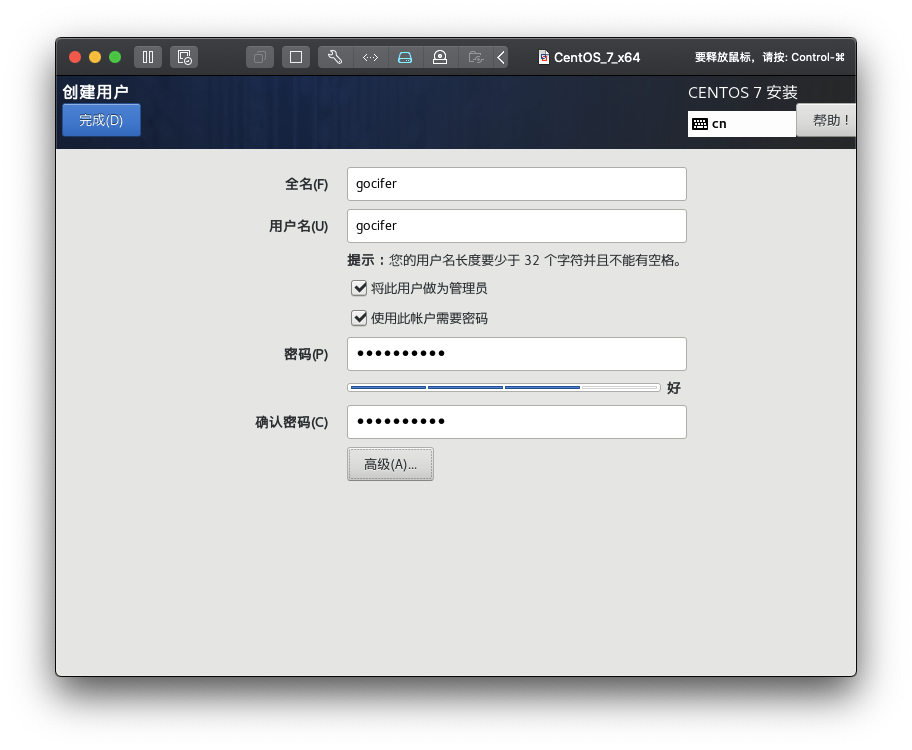 CentOS_7_x64
要释放鼠标，请按: Control-⌘
创建用户
CENTOS 7 安装
完成(D)
cn
帮助！
全名(F)
gocifer
用户名(U)
gocifer
提示：您的用户名长度要少于 32 个字符并且不能有空格。
将此用户做为管理员
使用此帐户需要密码
密码(P)
●●●●●●●●●●
好
确认密码(C)
●●●●●●●●●●
高级(A)...